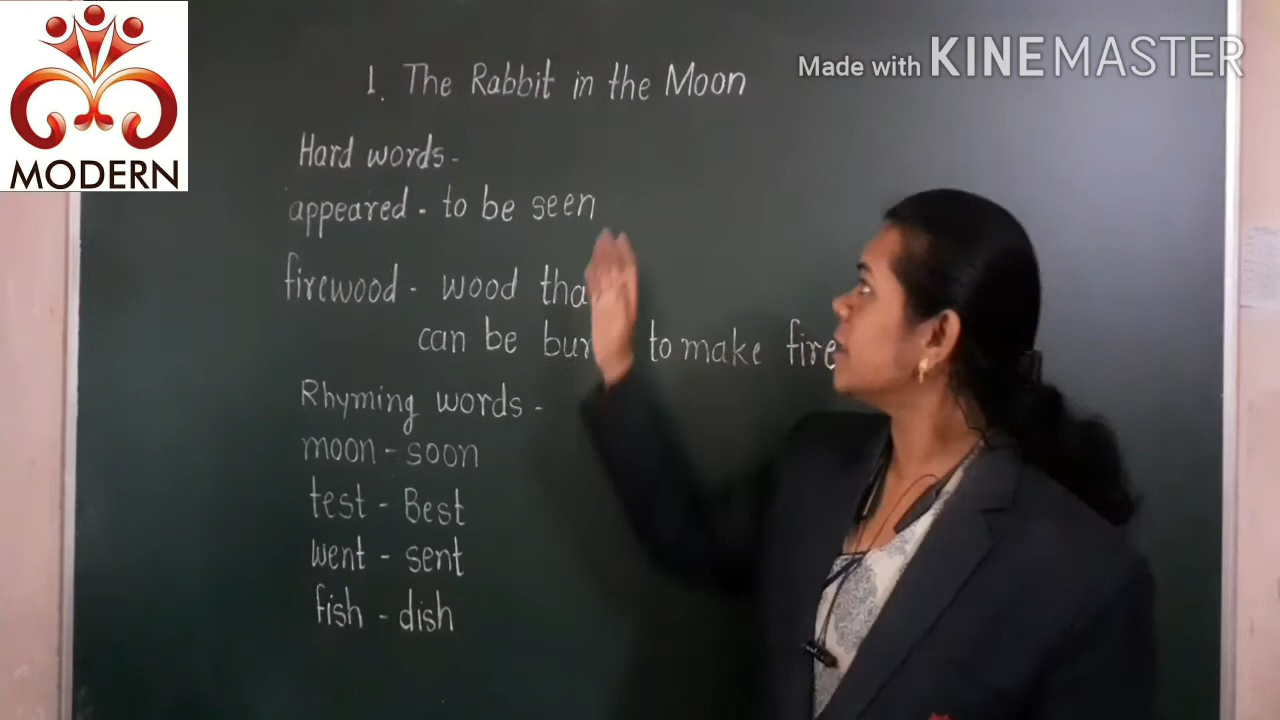 MODERN
Made with KINEMASTER
1. The Rabbit in the Moon
Hard words -
appeared - to be seen
firewood - wood tha
can be bur to make fire
Rhyming words -
moon - soon
test - Best
went - sent
fish - dish